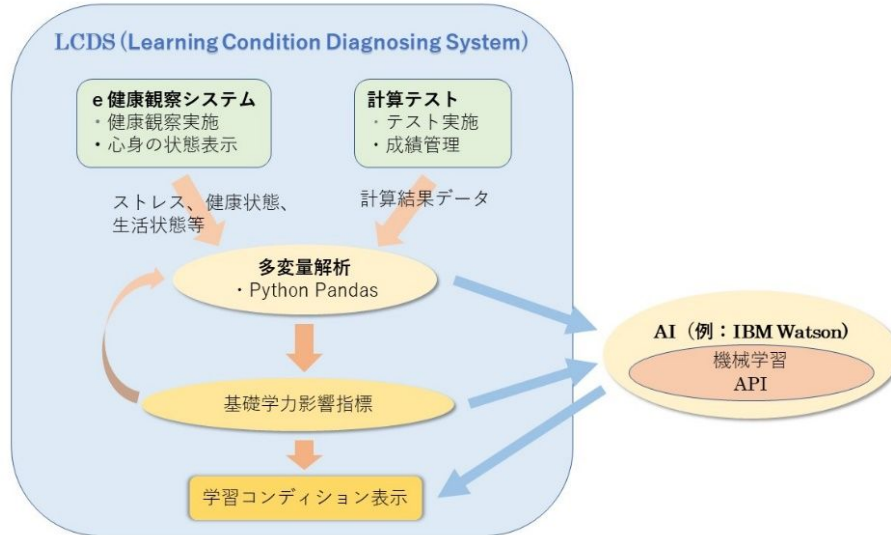 LCDS (Learning Condition Diagnosing System)
e 健康観察システム
・健康観察実施
・心身の状態表示
計算テスト
・テスト実施
・成績管理
ストレス、健康状態、
生活状態等
計算結果データ
多変量解析
・Python Pandas
AI（例：IBM Watson)
機械学習
API
基礎学力影響指標
学習コンディション表示